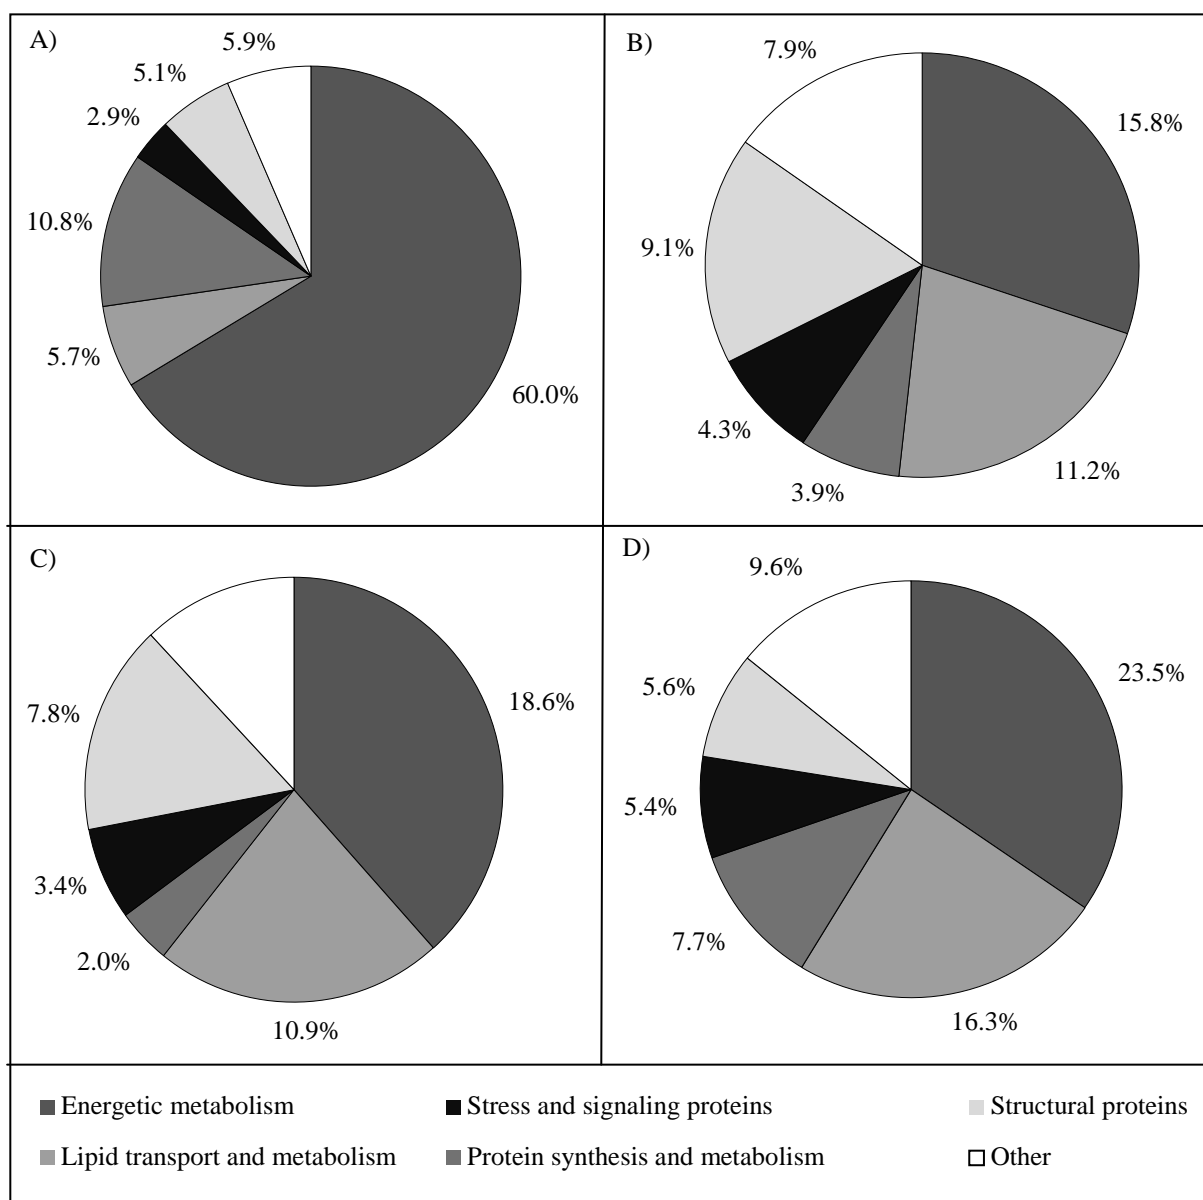 A)
5.9%
5.1%
2.9%
10.8%
5.7%
60.0%
B)
7.9%
15.8%
9.1%
4.3%
3.9%
11.2%
C)
18.6%
7.8%
3.4%
2.0%
10.9%
D)
9.6%
23.5%
5.6%
5.4%
7.7%
16.3%
Energetic metabolism
Stress and signaling proteins
Structural proteins
Lipid transport and metabolism
Protein synthesis and metabolism
Other